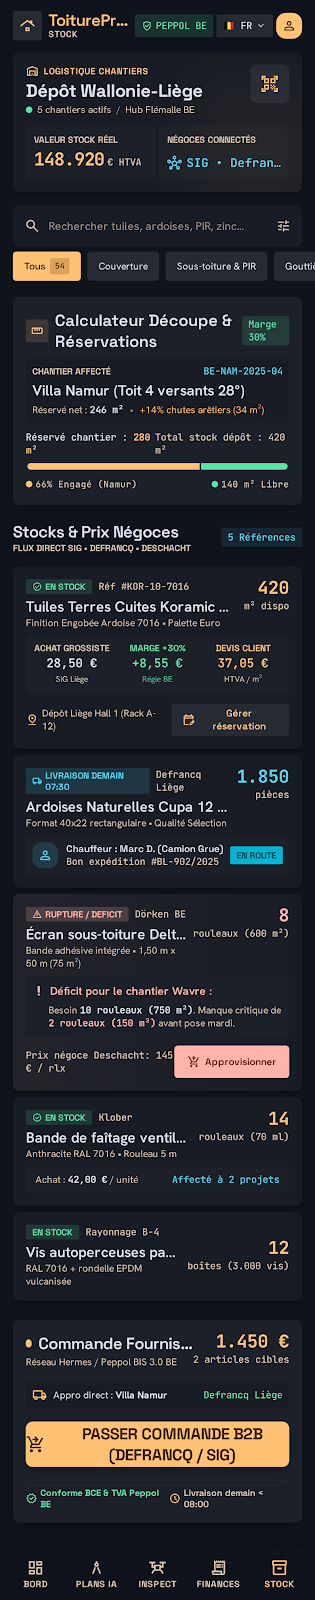 ToiturePr...
STOCK
PEPPOL BE
FR
LOGISTIQUE CHANTIERS
Dépôt Wallonie-Liège
5 chantiers actifs / Hub Flémalle BE
VALEUR STOCK RÉEL
148.920 € HTVA
NÉGOCES CONNECTÉS
SIG • Defran...
Rechercher tuiles, ardoises, PIR, zinc...
Tous 54
Couverture
Sous-toiture & PIR
Gouttiè
Calculateur Découpe &
Réservations
Marge
30%
CHANTIER AFFECTÉ
BE-NAM-2025-04
Villa Namur (Toit 4 versants 28°)
Réservé net : 246 m² • +14% chutes arêtiers (34 m²)
Réservé chantier : 280
m²
Total stock dépôt : 420
m²
66% Engagé (Namur)
140 m² Libre
Stocks & Prix Négoces
FLUX DIRECT SIG • DEFRANCQ • DESCHACHT
5 Références
EN STOCK
Réf #KOR-10-7016
420
m² dispo
Tuiles Terres Cuites Koramic ...
Finition Engobée Ardoise 7016 • Palette Euro
ACHAT GROSSISTE
28,50 €
SIG Liège
MARGE +30%
+8,55 €
Régie BE
DEVIS CLIENT
37,05 €
HTVA / m²
Dépôt Liège Hall 1 (Rack A-
12)
Gérer
réservation
LIVRAISON DEMAIN
07:30
Defrancq
Liège
1.850
pièces
Ardoises Naturelles Cupa 12 ...
Format 40x22 rectangulaire • Qualité Sélection
Chauffeur : Marc D. (Camion Grue)
Bon expédition #BL-902/2025
EN ROUTE
RUPTURE / DEFICIT
Dörken BE
8
rouleaux (600 m²)
Écran sous-toiture Delt...
Bande adhésive intégrée • 1,50 m x
50 m (75 m²)
Déficit pour le chantier Wavre :
Besoin 10 rouleaux (750 m²). Manque critique de
2 rouleaux (150 m²) avant pose mardi.
Prix négoce Deschacht: 145
€ / rlx
Approvisionner
EN STOCK
Klober
14
rouleaux (70 ml)
Bande de faîtage ventil...
Anthracite RAL 7016 • Rouleau 5 m
Achat : 42,00 € / unité
Affecté à 2 projets
EN STOCK
Rayonnage B-4
12
boîtes (3.000 vis)
Vis autoperceuses pa...
RAL 7016 + rondelle EPDM
vulcanisée
Commande Fournis...
1.450 €
Réseau Hermes / Peppol BIS 3.0 BE
2 articles cibles
Appro direct : Villa Namur
Defrancq Liège
PASSER COMMANDE B2B
(DEFRANCQ / SIG)
Conforme BCE & TVA Peppol
BE
Livraison demain <
08:00
BORD
PLANS IA
INSPECT
FINANCES
STOCK